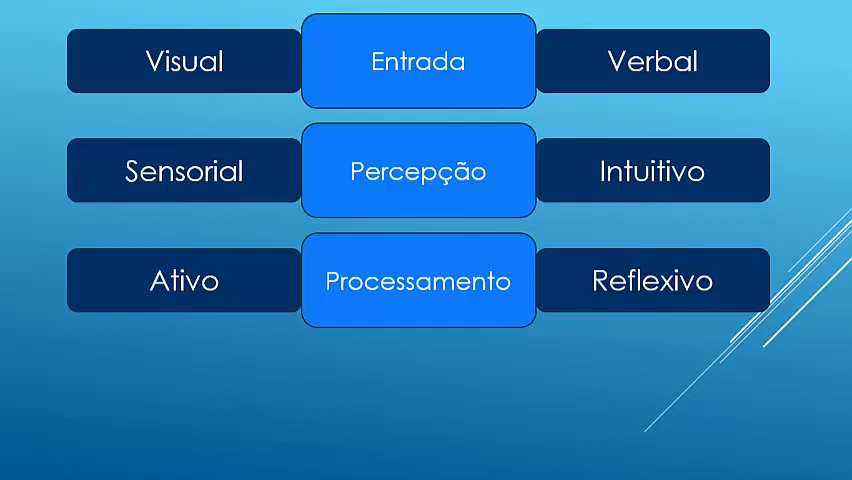 Visual Entrada Verbal
Sensorial Percepção Intuitivo
Ativo Processamento Reflexivo